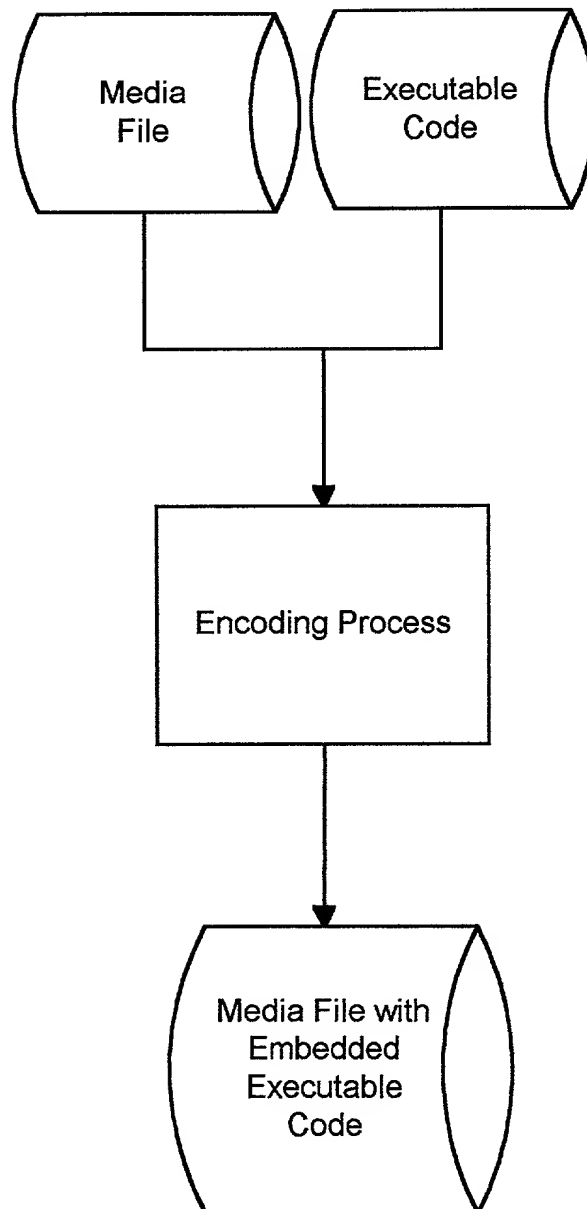 Media
File
Executable
Code
Encoding Process
Media File with
Embedded
Executable
Code